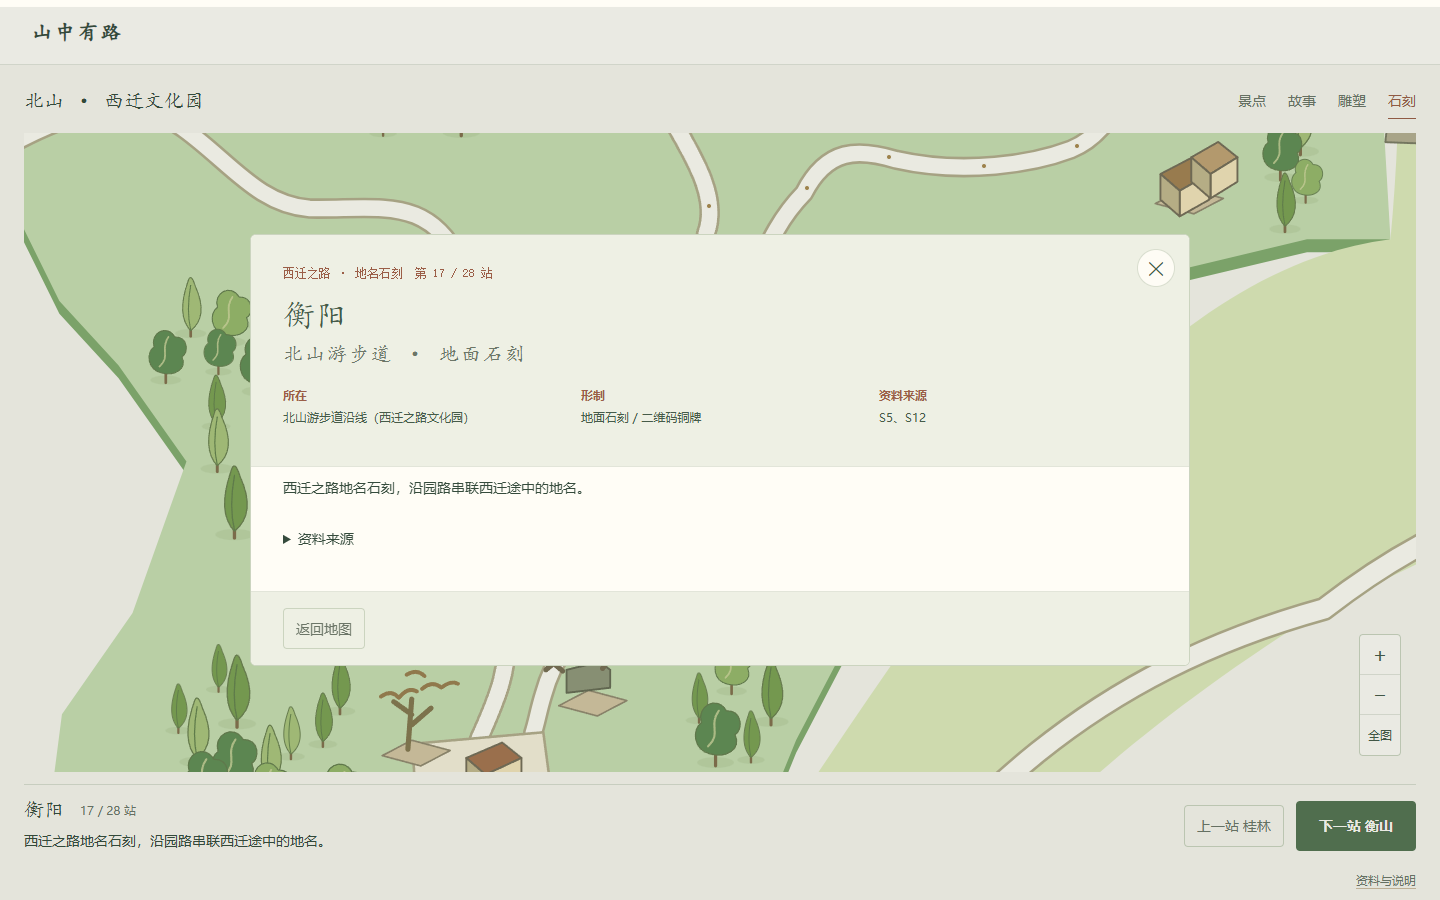 山中有路
北山 • 西迁文化园
景点 故事 雕塑 石刻
西迁之路 · 地名石刻 第 17 / 28 站
衡阳
北山游步道 • 地面石刻
所在 形制 资料来源
北山游步道沿线（西迁之路文化园） 地面石刻 / 二维码铜牌 S5、S12
西迁之路地名石刻，沿园路串联西迁途中的地名。
▶ 资料来源
返回地图
+
−
全图
衡阳 17 / 28 站
西迁之路地名石刻，沿园路串联西迁途中的地名。
上一站 桂林 下一站 衡山
资料与说明